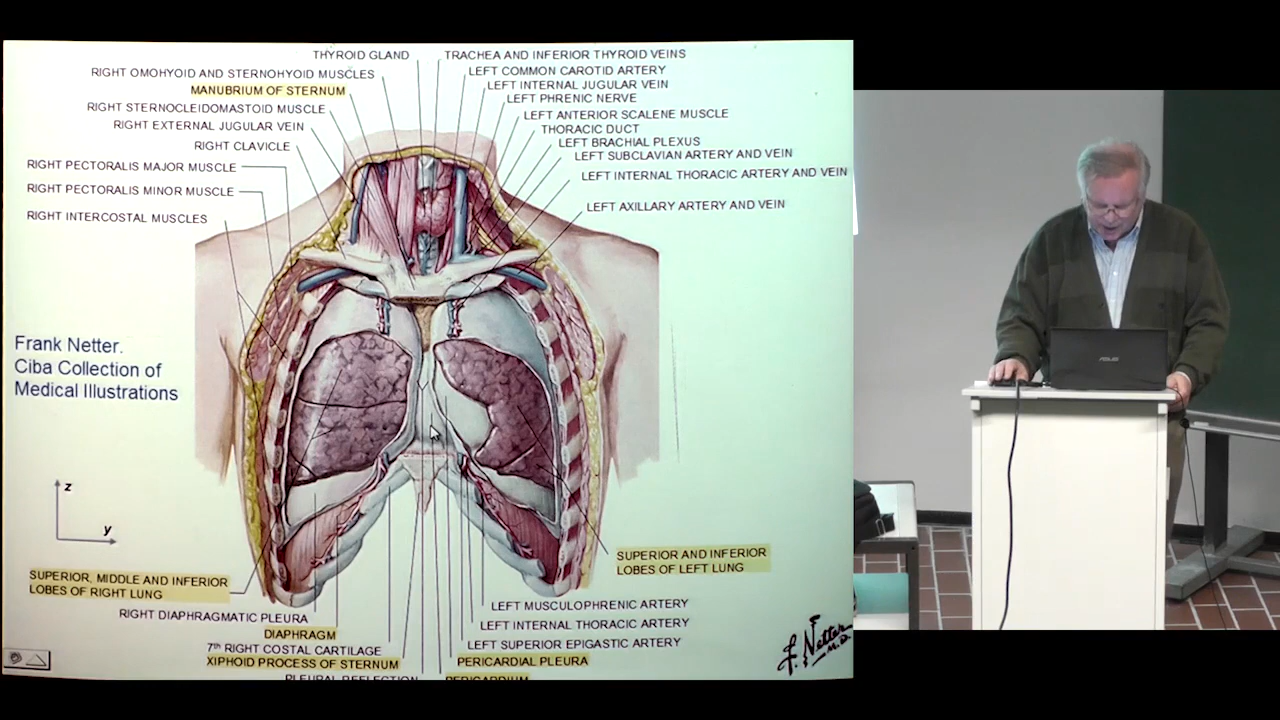 THYROID GLAND
TRACHEA AND INFERIOR THYROID VEINS
RIGHT OMOHYOID AND STERNOHYOID MUSCLES
LEFT COMMON CAROTID ARTERY
MANUBRIUM OF STERNUM
LEFT INTERNAL JUGULAR VEIN
LEFT PHRENIC NERVE
RIGHT STERNOCLEIDOMASTOID MUSCLE
LEFT ANTERIOR SCALENE MUSCLE
RIGHT EXTERNAL JUGULAR VEIN
THORACIC DUCT
RIGHT CLAVICLE
LEFT BRACHIAL PLEXUS
LEFT SUBCLAVIAN ARTERY AND VEIN
RIGHT PECTORALIS MAJOR MUSCLE
LEFT INTERNAL THORACIC ARTERY AND VEIN
RIGHT PECTORALIS MINOR MUSCLE
LEFT AXILLARY ARTERY AND VEIN
RIGHT INTERCOSTAL MUSCLES
Frank Netter.
Ciba Collection of
Medical Illustrations
z
y
SUPERIOR AND INFERIOR
LOBES OF LEFT LUNG
SUPERIOR, MIDDLE AND INFERIOR
LOBES OF RIGHT LUNG
LEFT MUSCULOPHRENIC ARTERY
RIGHT DIAPHRAGMATIC PLEURA
LEFT INTERNAL THORACIC ARTERY
DIAPHRAGM
LEFT SUPERIOR EPIGASTIC ARTERY
7th RIGHT COSTAL CARTILAGE
XIPHOID PROCESS OF STERNUM
PERICARDIAL PLEURA
PLEURAL REFLECTION
PERICARDIUM
F. Netter
M.D.
ASUS